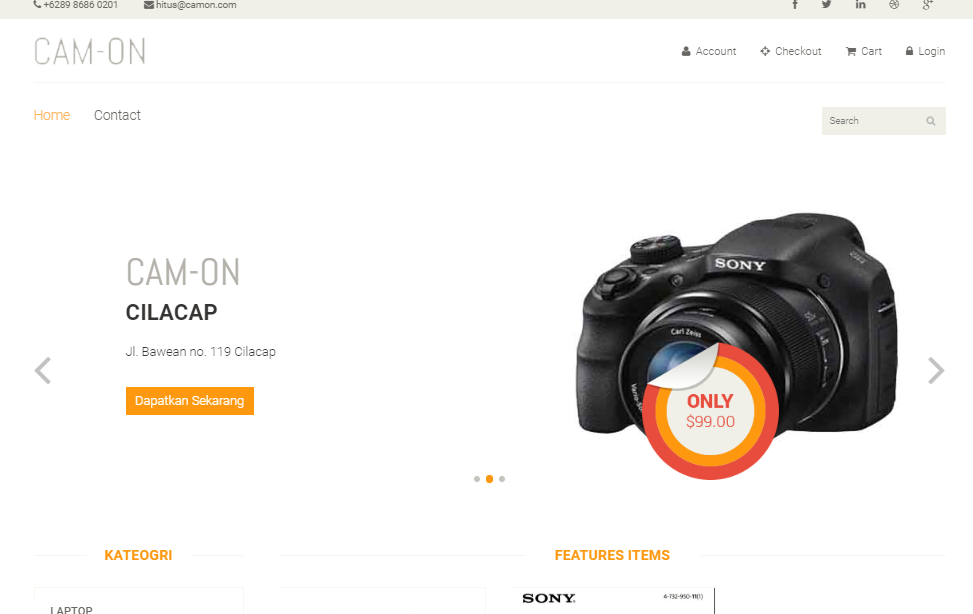 +6289 8686 0201 hitus@camon.com
CAM-ON
Account Checkout Cart Login
Home Contact
Search
CAM-ON
CILACAP
Jl. Bawean no. 119 Cilacap
Dapatkan Sekarang
SONY
Carl Zeiss
ONLY
$99.00
KATEOGRI
FEATURES ITEMS
LAPTOP
SONY.
4-732-950-11(1)